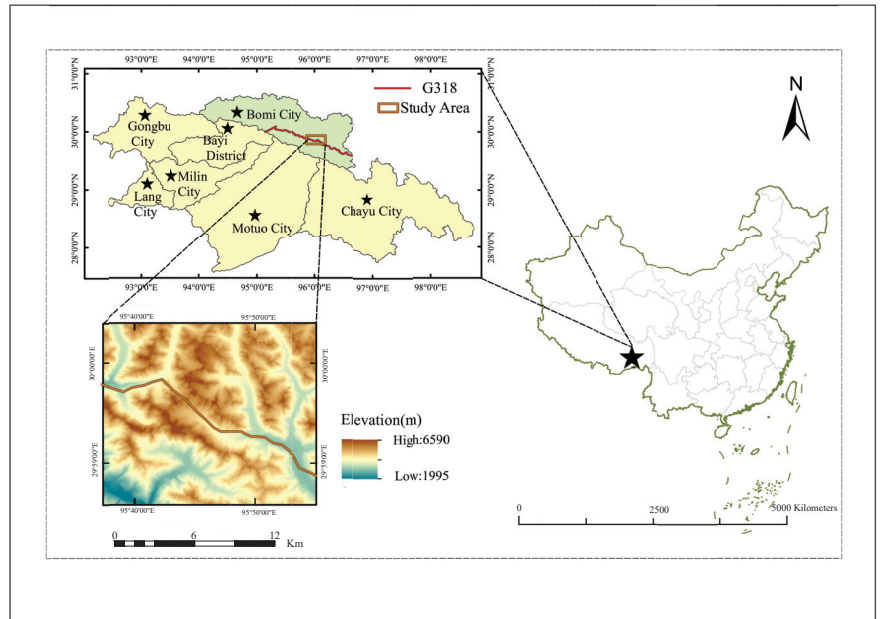 93°0'0"E 94°0'0"E 95°0'0"E 96°0'0"E 97°0'0"E 98°0'0"E
31°0'0"N
30°0'0"N
29°0'0"N
28°0'0"N
G318
Study Area
Bomi City
Gongbu
City
Bayi
District
Milin
City
Lang
City
Motuo City
Chayu City
31°0'0"N
30°0'0"N
29°0'0"N
28°0'0"N
93°0'0"E 94°0'0"E 95°0'0"E 96°0'0"E 97°0'0"E 98°0'0"E
N
95°40'00"E 95°50'00"E
30°00'00"E
29°59'00"E
30°00'00"E
29°59'00"E
95°40'00"E 95°50'00"E
Elevation(m)
High:6590
Low:1995
0 6 12
Km
0 2500 5000 Kilometers